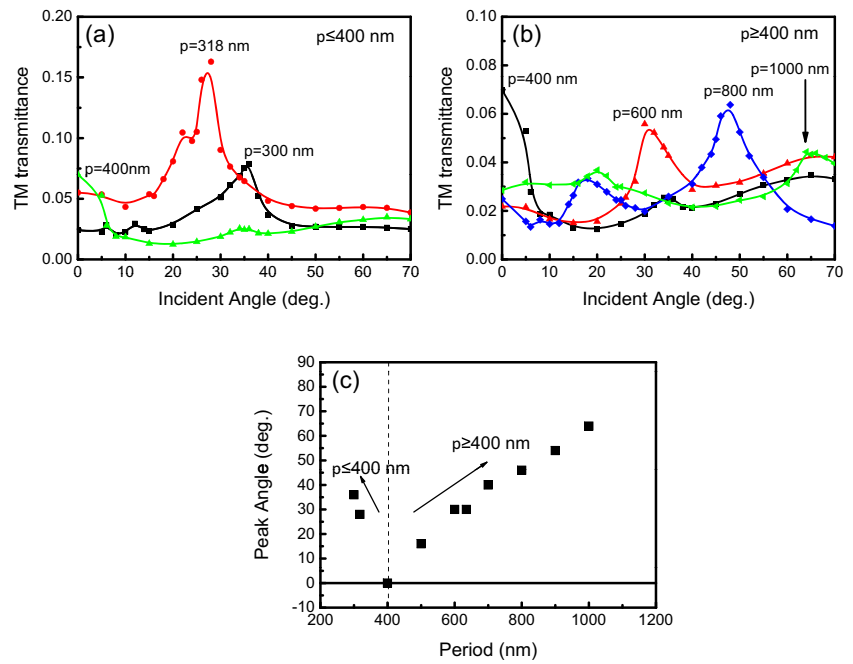 (a)
p≤400 nm
p=318 nm
p=300 nm
p=400nm
TM transmittance
0.20
0.15
0.10
0.05
0.00
0 10 20 30 40 50 60 70
Incident Angle (deg.)
(b)
p≥400 nm
p=1000 nm
p=800 nm
p=400 nm
p=600 nm
TM transmittance
0.10
0.08
0.06
0.04
0.02
0.00
0 10 20 30 40 50 60 70
Incident Angle (deg.)
(c)
p≥400 nm
p≤400 nm
Peak Angle (deg.)
90
80
70
60
50
40
30
20
10
0
-10
200 400 600 800 1000 1200
Period (nm)